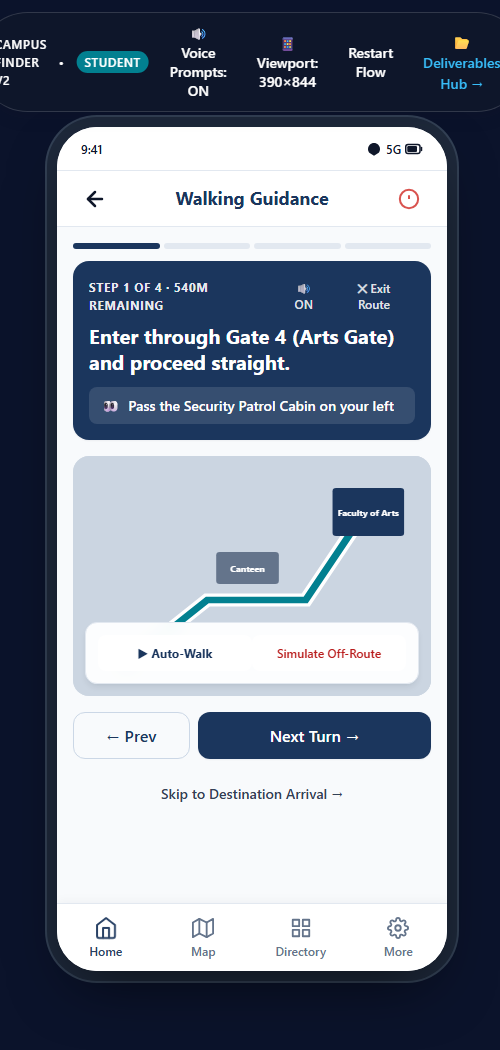 CAMPUS
FINDER
V2
•
STUDENT
Voice
Prompts:
ON
Viewport:
390×844
Restart
Flow
Deliverables
Hub →
9:41
5G
Walking Guidance
STEP 1 OF 4 · 540M
REMAINING
ON
✕ Exit
Route
Enter through Gate 4 (Arts Gate)
and proceed straight.
Pass the Security Patrol Cabin on your left
Faculty of Arts
Canteen
▶ Auto-Walk
Simulate Off-Route
← Prev
Next Turn →
Skip to Destination Arrival →
Home
Map
Directory
More